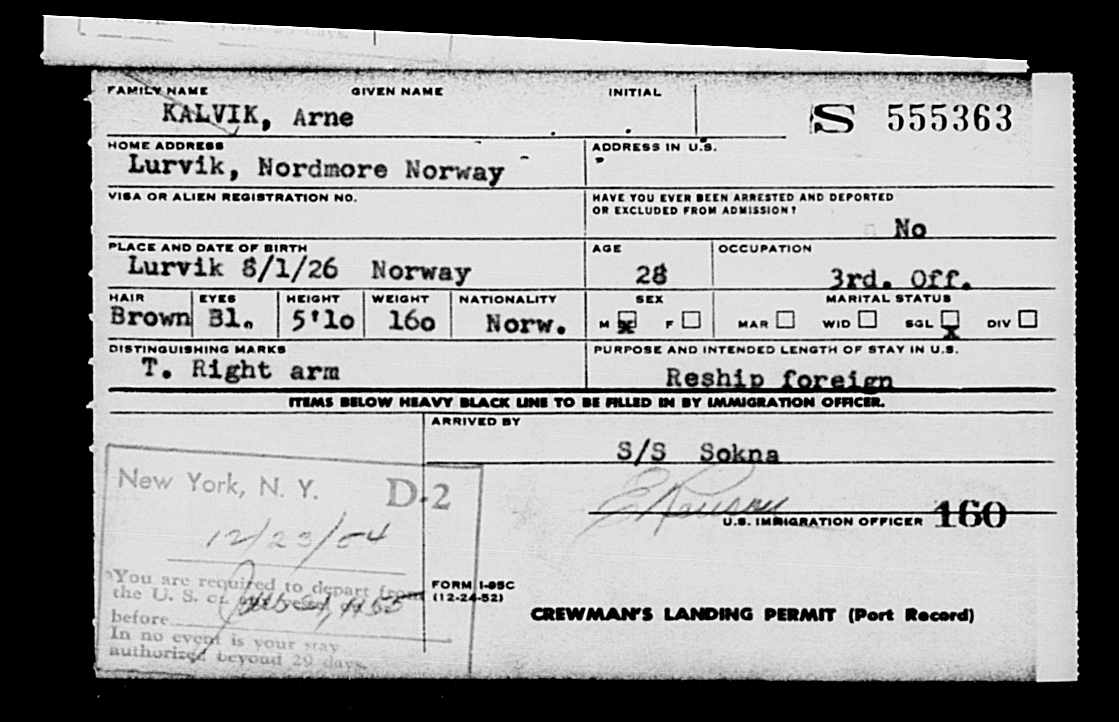 FAMILY NAME GIVEN NAME INITIAL
KALVIK, Arne
S 555363
HOME ADDRESS
Lurvik, Nordmore Norway
ADDRESS IN U.S.
VISA OR ALIEN REGISTRATION NO.
HAVE YOU EVER BEEN ARRESTED AND DEPORTED
OR EXCLUDED FROM ADMISSION?
No
PLACE AND DATE OF BIRTH
Lurvik 8/1/26 Norway
AGE
28
OCCUPATION
3rd. Off.
HAIR EYES HEIGHT WEIGHT NATIONALITY SEX MARITAL STATUS
Brown Bl. 5'10 160 Norw.
M x F MAR WID SGL x DIV
DISTINGUISHING MARKS
T. Right arm
PURPOSE AND INTENDED LENGTH OF STAY IN U.S.
Reship foreign
ITEMS BELOW HEAVY BLACK LINE TO BE FILLED IN BY IMMIGRATION OFFICER.
ARRIVED BY
S/S Sokna
U.S. IMMIGRATION OFFICER 160
New York, N. Y. D-2
12/23/54
You are required to depart from
the U. S. on or
before
In no event is your stay
authorized beyond 29 days.
FORM I-95C
(12-24-52)
CREWMAN'S LANDING PERMIT (Port Record)